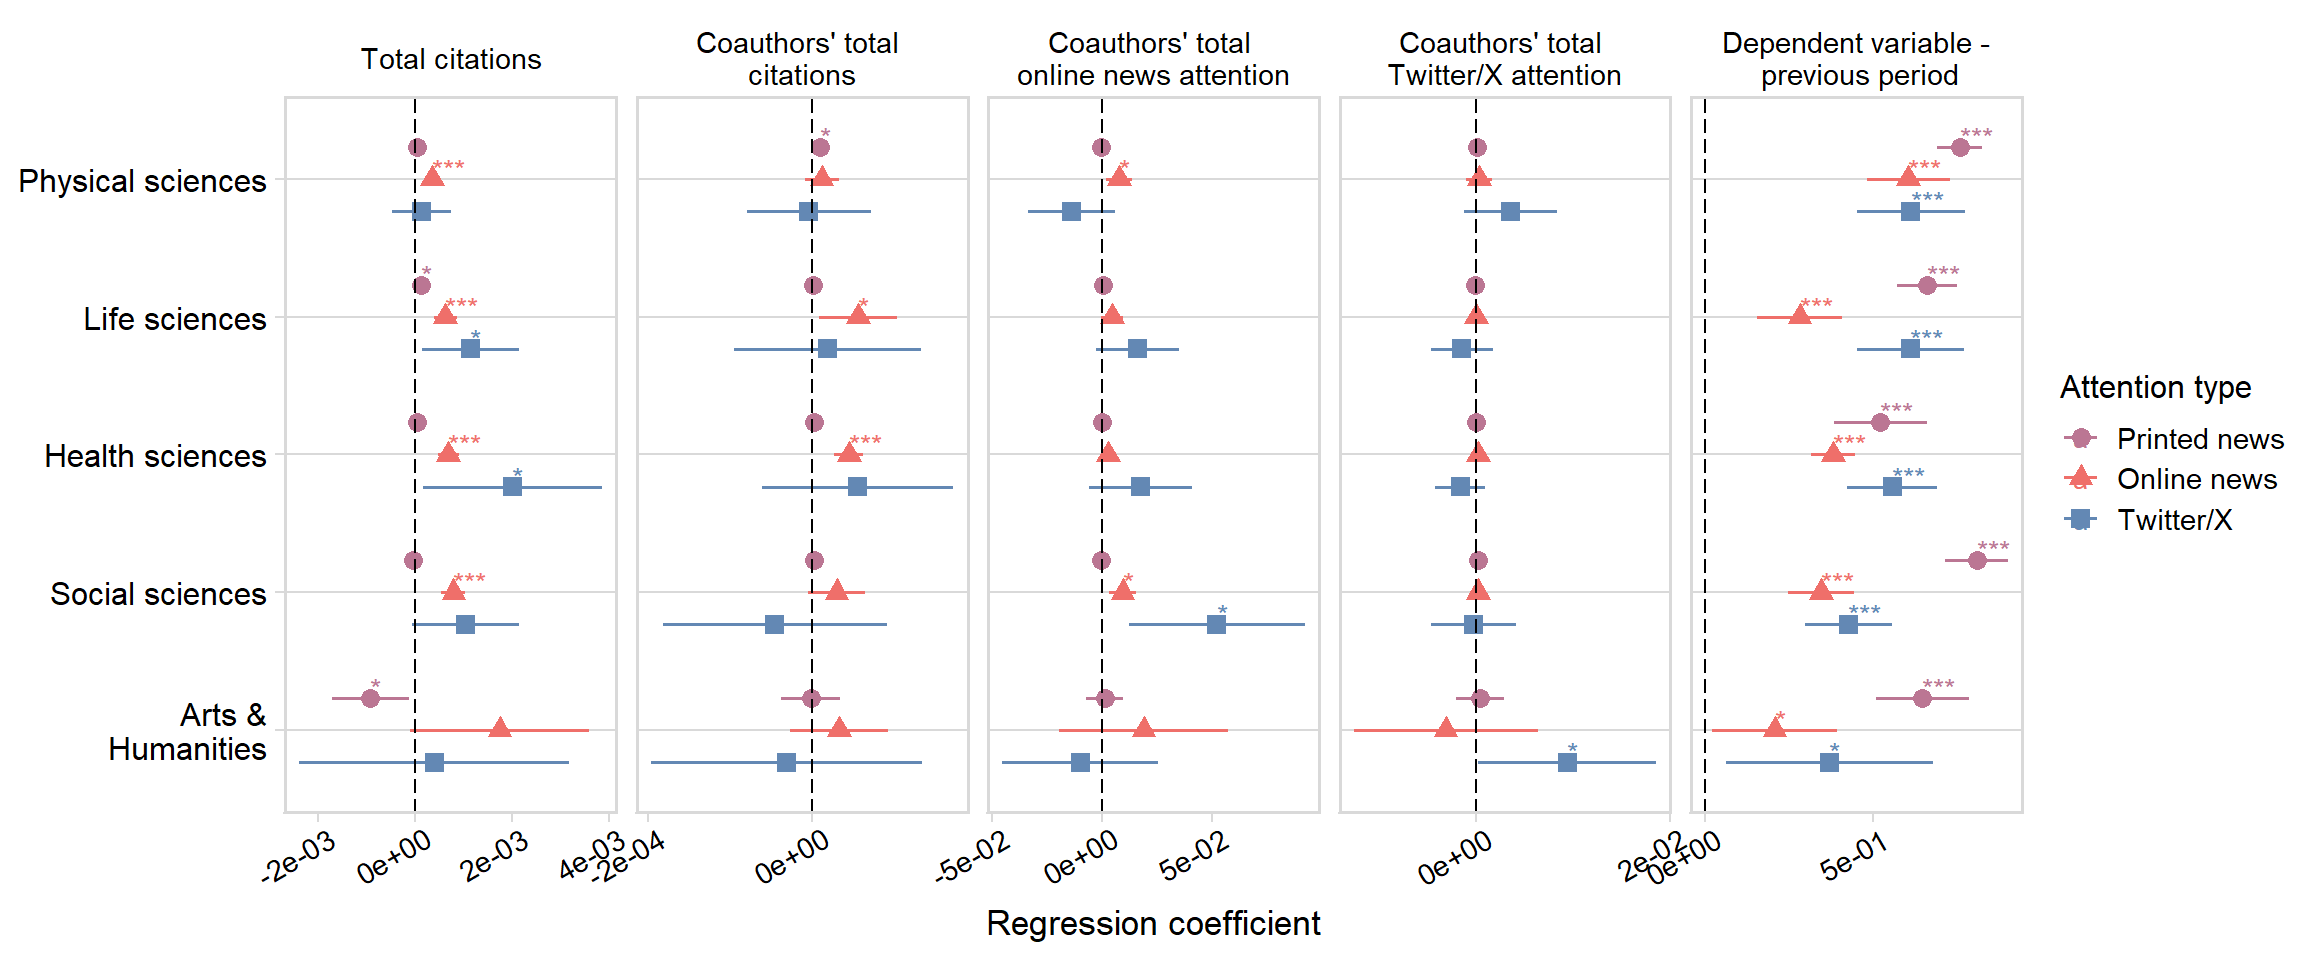 Total citations
Coauthors' total
citations
Coauthors' total
online news attention
Coauthors' total
Twitter/X attention
Dependent variable -
previous period
*
***
*
***
*
***
***
Physical sciences
*
***
*
*
***
***
***
Life sciences
***
*
***
***
***
***
Health sciences
***
*
*
***
***
***
Social sciences
*
***
*
*
*
Arts &
Humanities
-2e-03
0e+00
2e-03
4e-03
-2e-04
0e+00
-5e-02
0e+00
5e-02
0e+00
2e-02
0e+00
5e-01
Regression coefficient
Attention type
Printed news
Online news
Twitter/X